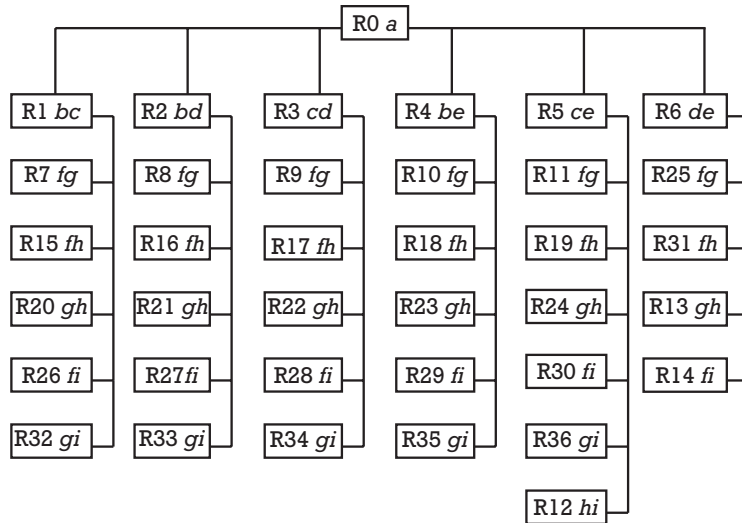 R0 a
R1 bc R2 bd R3 cd R4 be R5 ce R6 de
R7 fg R8 fg R9 fg R10 fg R11 fg R25 fg
R15 fh R16 fh R17 fh R18 fh R19 fh R31 fh
R20 gh R21 gh R22 gh R23 gh R24 gh R13 gh
R26 fi R27fi R28 fi R29 fi R30 fi R14 fi
R32 gi R33 gi R34 gi R35 gi R36 gi
R12 hi